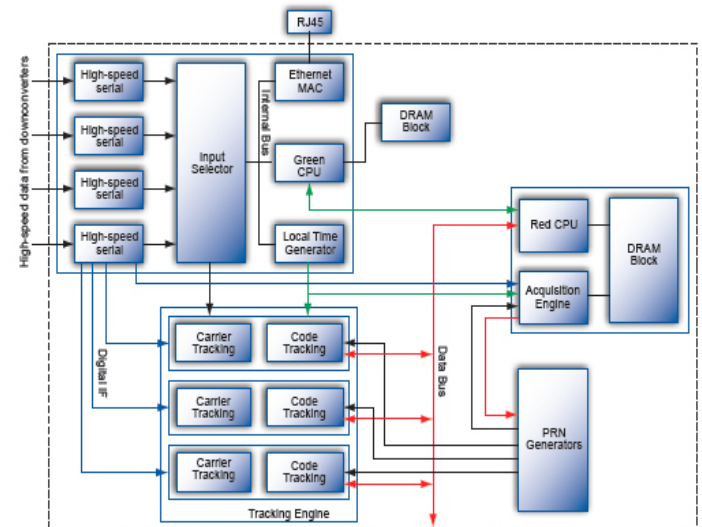 RJ45
High-speed
serial
Ethernet
MAC
Internal Bus
DRAM
Block
High-speed
serial
Input
Selector
Green
CPU
High-speed data from downconverters
High-speed
serial
High-speed
serial
Local Time
Generator
Red CPU
DRAM
Block
Acquisition
Engine
Digital IF
Carrier
Tracking
Code
Tracking
Data Bus
Carrier
Tracking
Code
Tracking
PRN
Generators
Carrier
Tracking
Code
Tracking
Tracking Engine